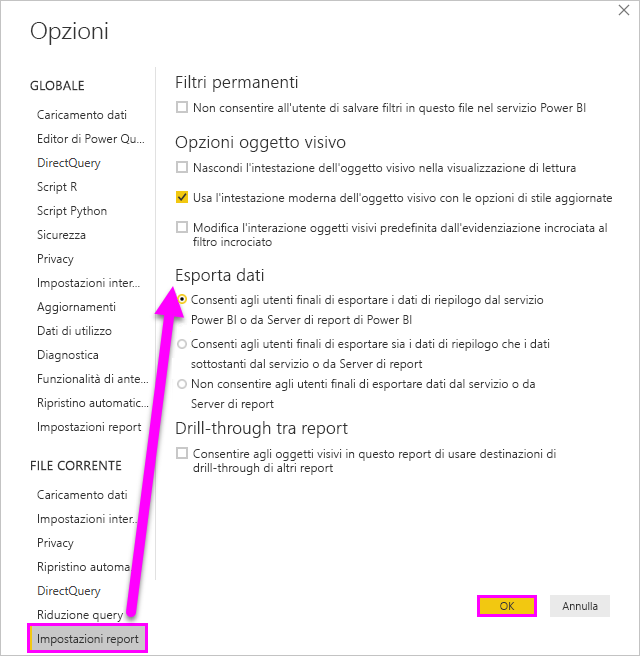 Opzioni
GLOBALE
Caricamento dati
Editor di Power Qu...
DirectQuery
Script R
Script Python
Sicurezza
Privacy
Impostazioni inter...
Aggiornamenti
Dati di utilizzo
Diagnostica
Funzionalità di ante...
Ripristino automatic...
Impostazioni report
FILE CORRENTE
Caricamento dati
Impostazioni inter...
Privacy
Ripristino automa
DirectQuery
Riduzione query
Impostazioni report
Filtri permanenti
Non consentire all'utente di salvare filtri in questo file nel servizio Power BI
Opzioni oggetto visivo
Nascondi l'intestazione dell'oggetto visivo nella visualizzazione di lettura
Usa l'intestazione moderna dell'oggetto visivo con le opzioni di stile aggiornate
Modifica l'interazione oggetti visivi predefinita dall'evidenziazione incrociata al
filtro incrociato
Esporta dati
Consenti agli utenti finali di esportare i dati di riepilogo dal servizio
Power BI o da Server di report di Power BI
Consenti agli utenti finali di esportare sia i dati di riepilogo che i dati
sottostanti dal servizio o da Server di report
Non consentire agli utenti finali di esportare dati dal servizio o da
Server di report
Drill-through tra report
Consentire agli oggetti visivi in questo report di usare destinazioni di
drill-through di altri report
OK
Annulla